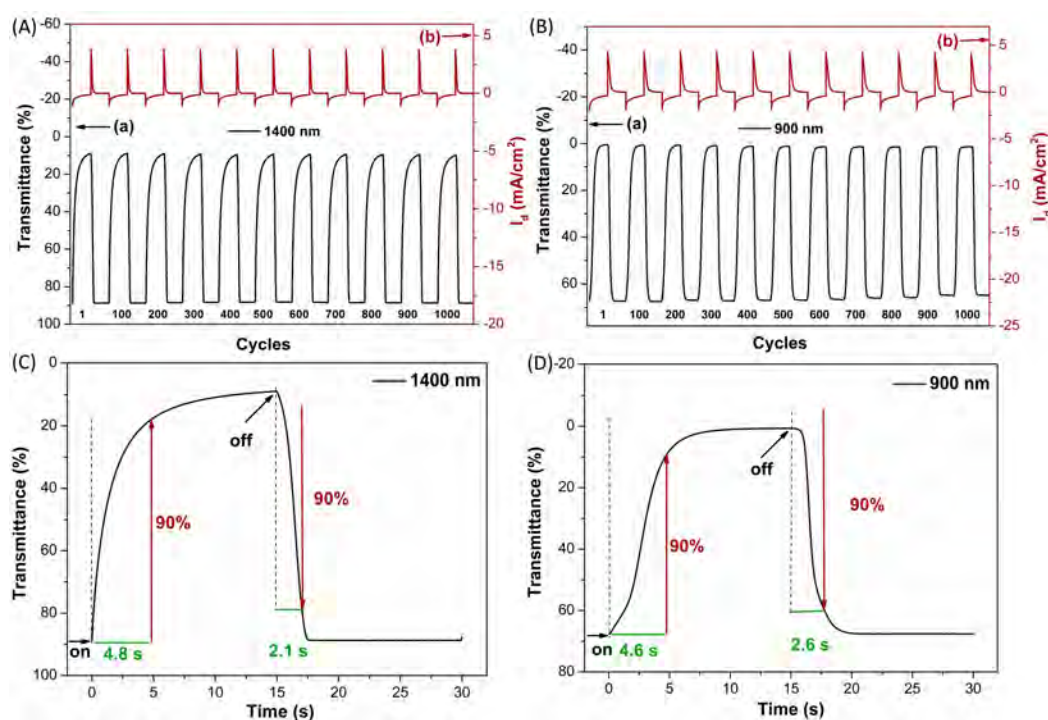 (A)
Transmittance (%)
-60
-40
-20
0
20
40
60
80
100
(b)
(a)
1400 nm
1 100 200 300 400 500 600 700 800 900 1000
Cycles
5
0
-5
-10
-15
-20
I_d (mA/cm²)
(B)
Transmittance (%)
-40
-20
0
20
40
60
(b)
(a)
900 nm
1 100 200 300 400 500 600 700 800 900 1000
Cycles
5
0
-5
-10
-15
-20
-25
I_d (mA/cm²)
(C)
Transmittance (%)
0
20
40
60
80
100
1400 nm
off
90%
90%
on
4.8 s
2.1 s
0 5 10 15 20 25 30
Time (s)
(D)
Transmittance (%)
-20
0
20
40
60
80
900 nm
off
90%
90%
on
4.6 s
2.6 s
0 5 10 15 20 25 30
Time (s)